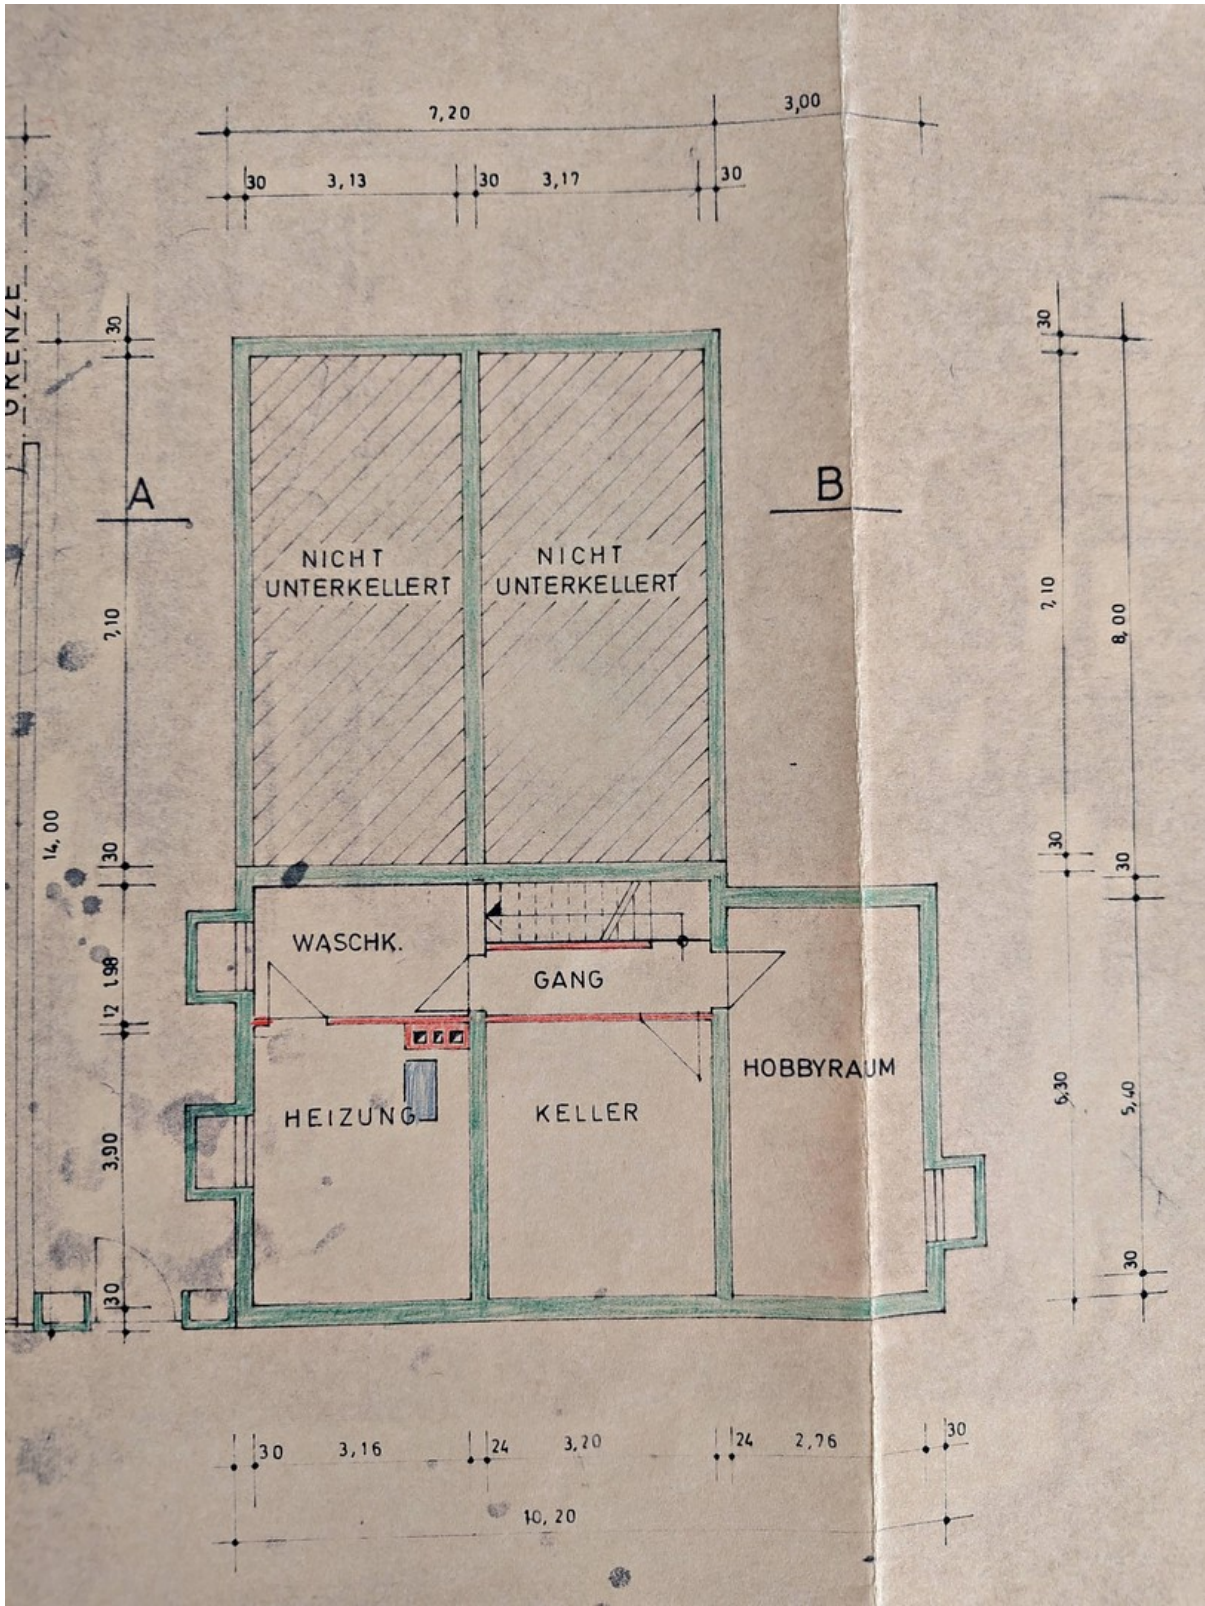 7,20
3,00
30
3,13
30
3,17
30
GRENZE
30
30
A
B
NICHT
UNTERKELLERT
NICHT
UNTERKELLERT
7,10
7,10
8,00
14,00
30
30
30
WASCHK.
GANG
1,98
12
HOBBYRAUM
HEIZUNG
KELLER
3,90
6,30
5,40
30
30
30
3,16
24
3,20
24
2,76
30
10,20